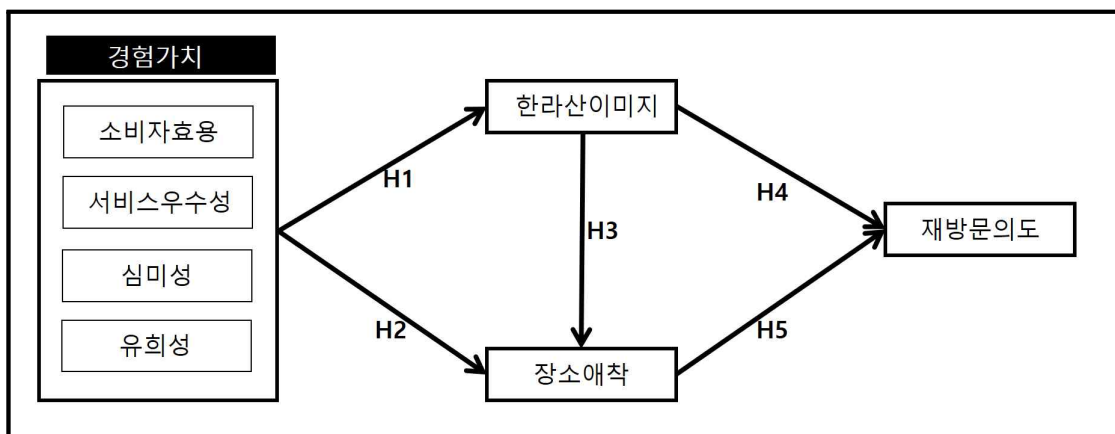 경험가치
소비자효용
서비스우수성
심미성
유희성
H1
H2
한라산이미지
H3
장소애착
H4
H5
재방문의도